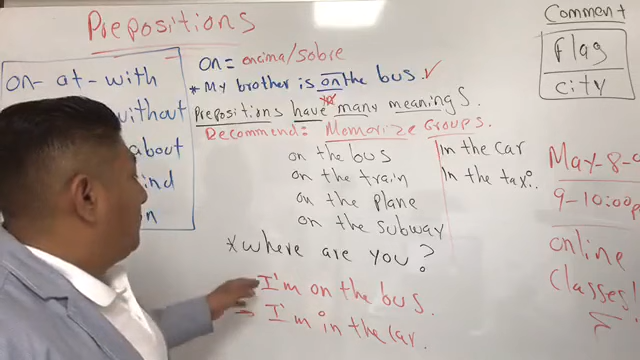 Prepositions
on- at- with
without
about
ind
n
on= encima/sobre
* My brother is on the bus. ✓
Prepositions have many meanings.
Recommend: Memorize Groups.
on the bus
on the train
on the plane
on the subway
In the car
In the taxi.
*where are you?
- I'm on the bus.
- I'm in the car.
Comment
flag
city
May-8-
9-10:00p
online
Classes!